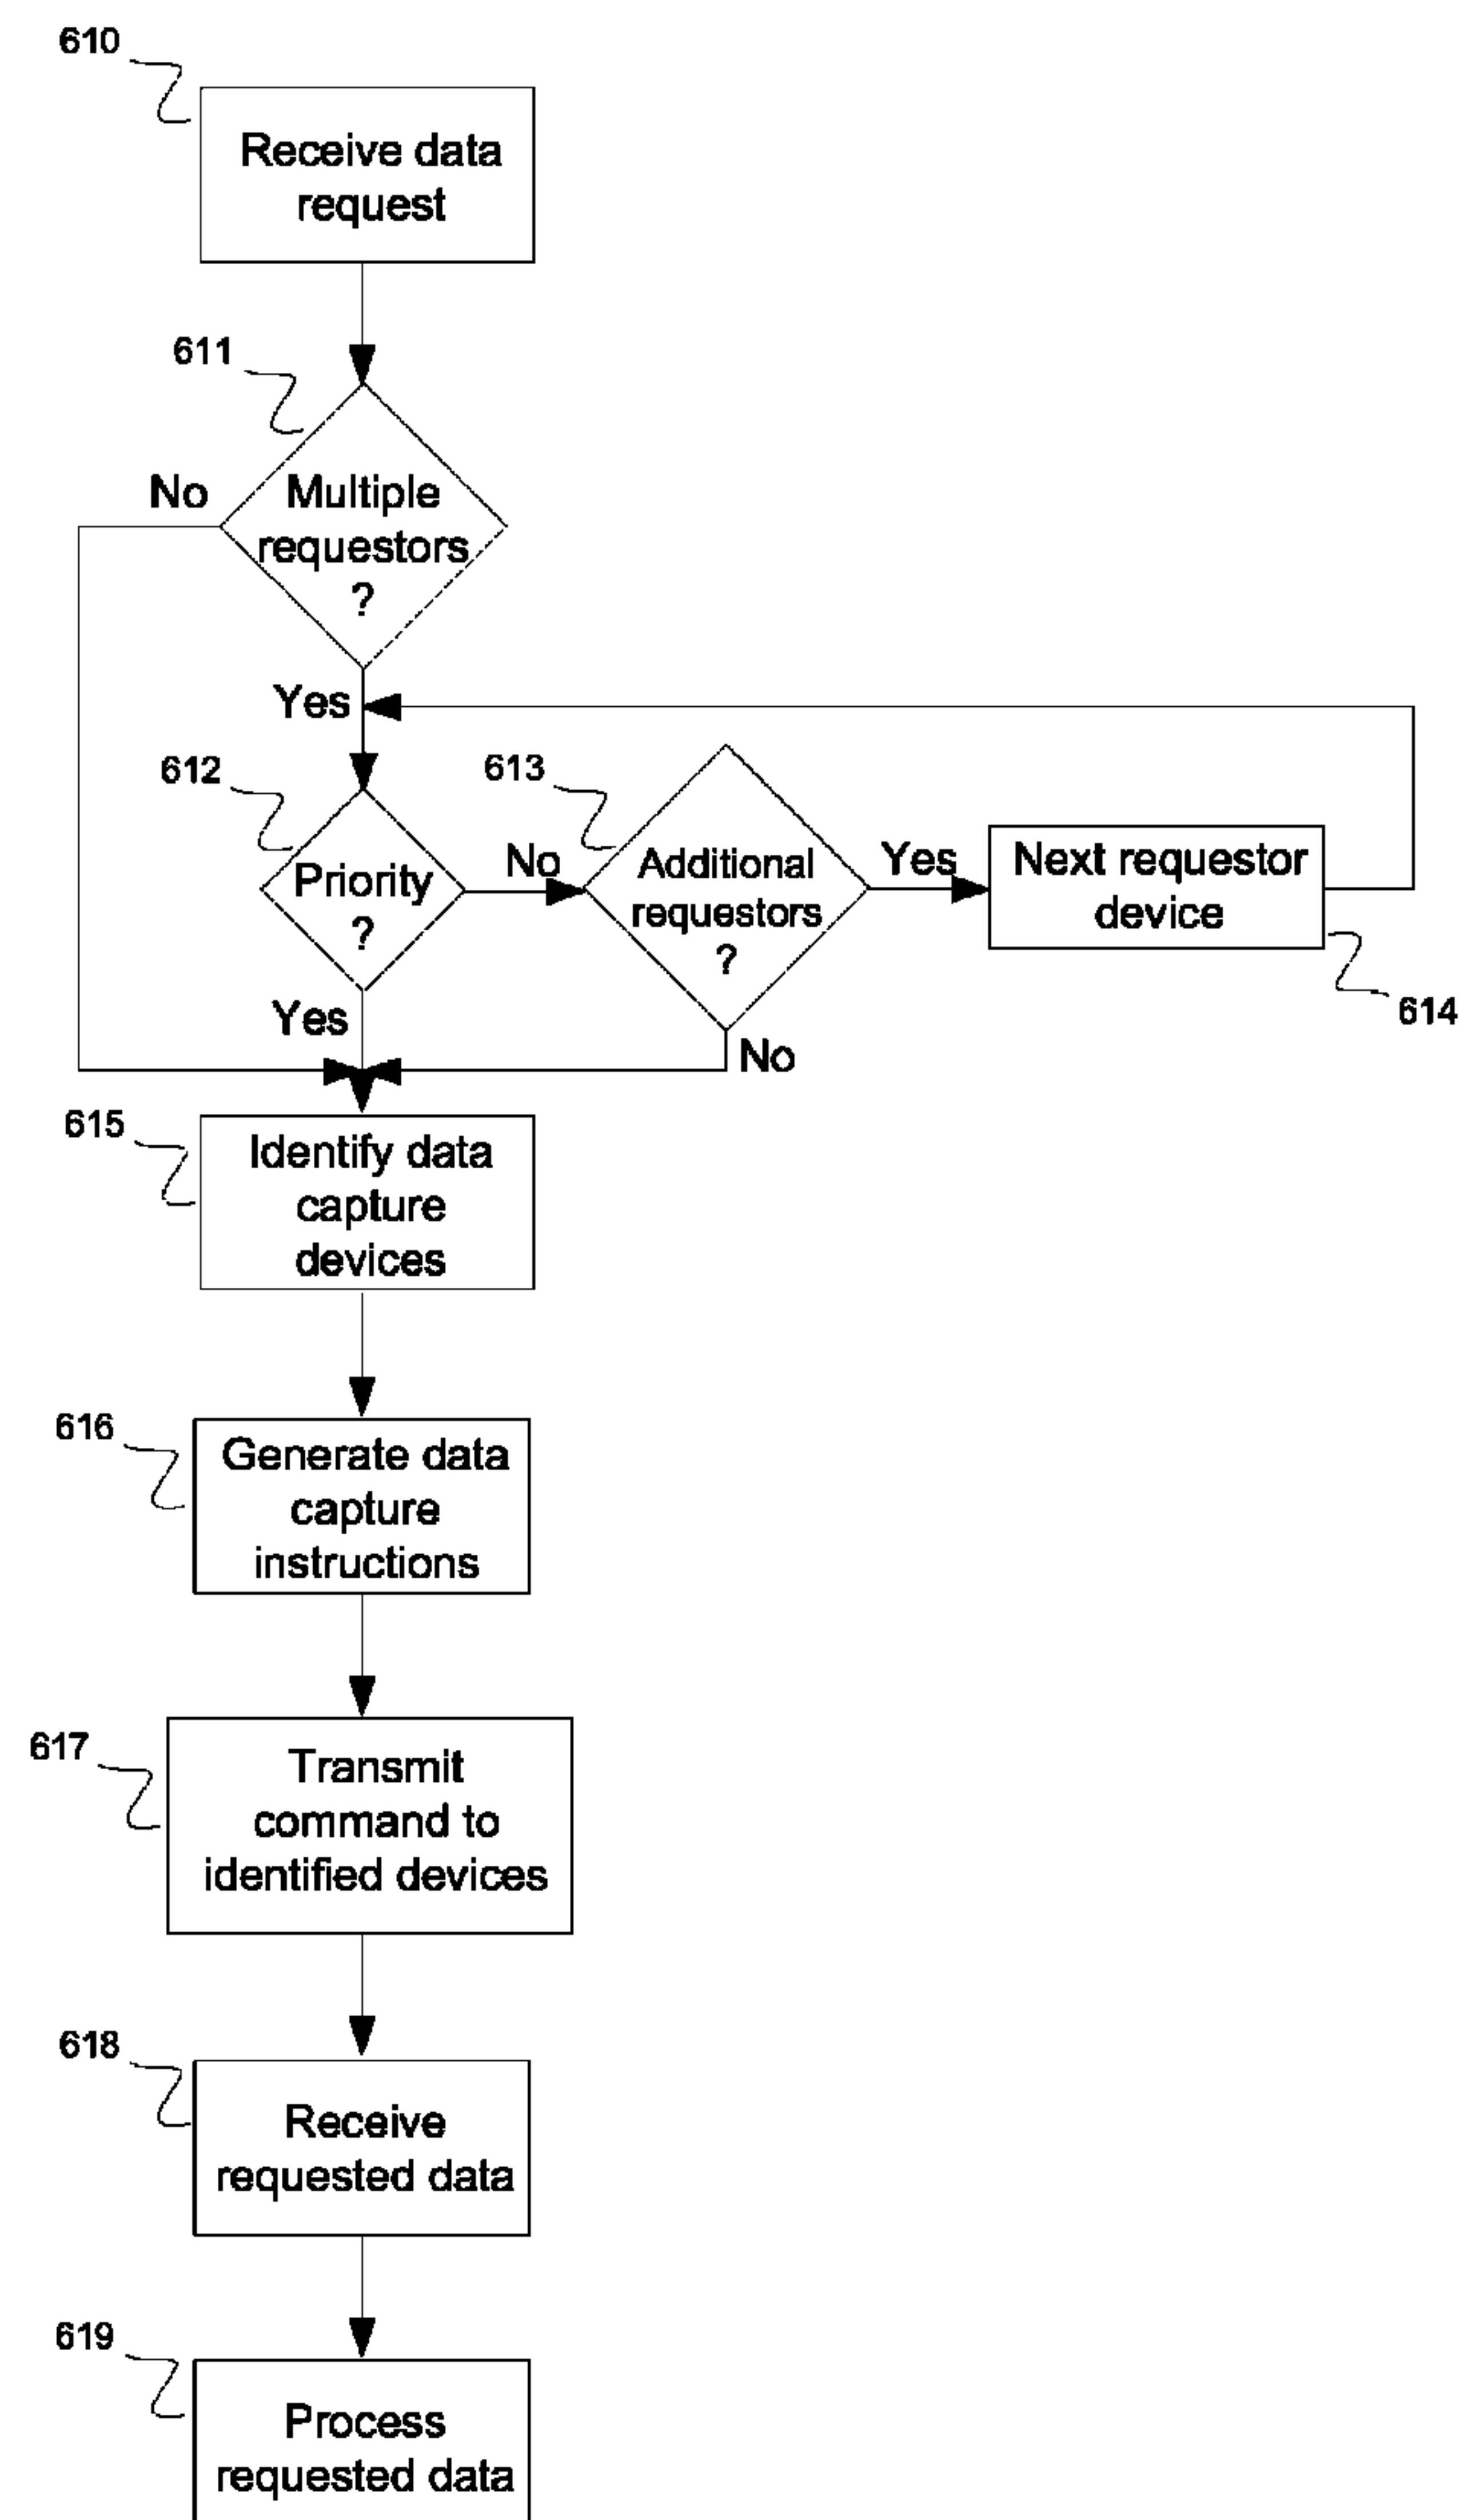 610
Receive data
request
611
No
Multiple
requestors
?
Yes
612
613
Priority
?
No
Additional
requestors
?
Yes
Next requestor
device
614
Yes
No
615
Identify data
capture
devices
616
Generate data
capture
instructions
617
Transmit
command to
identified devices
618
Receive
requested data
619
Process
requested data